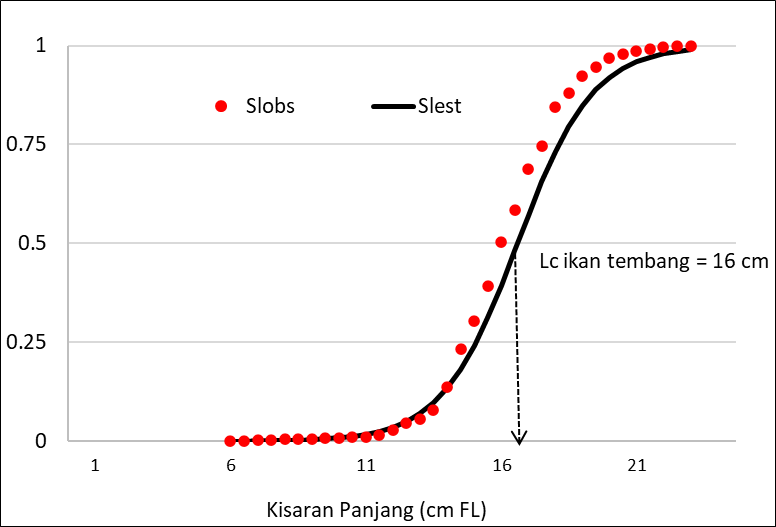 1
Slobs
Slest
0.75
0.5
Lc ikan tembang = 16 cm
0.25
0
1
6
11
16
21
Kisaran Panjang (cm FL)